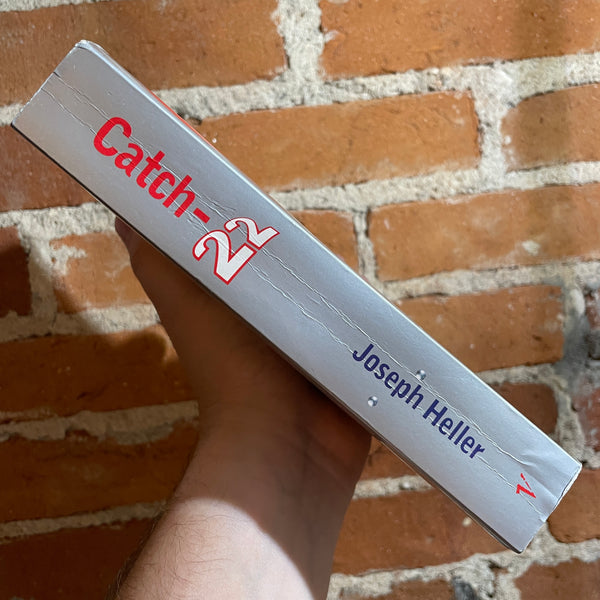 Catch-
22
Joseph Heller
V